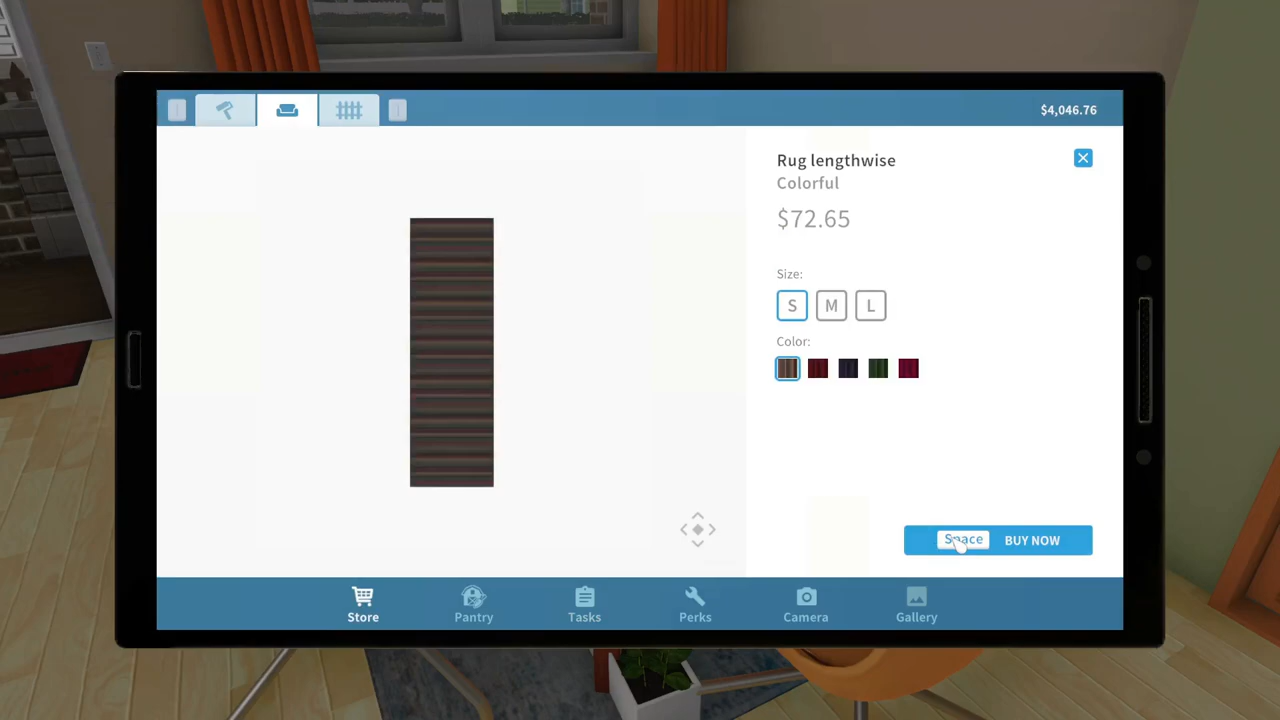 $4,046.76
Rug lengthwise
Colorful
$72.65
Size:
S M L
Color:
Space BUY NOW
Store Pantry Tasks Perks Camera Gallery